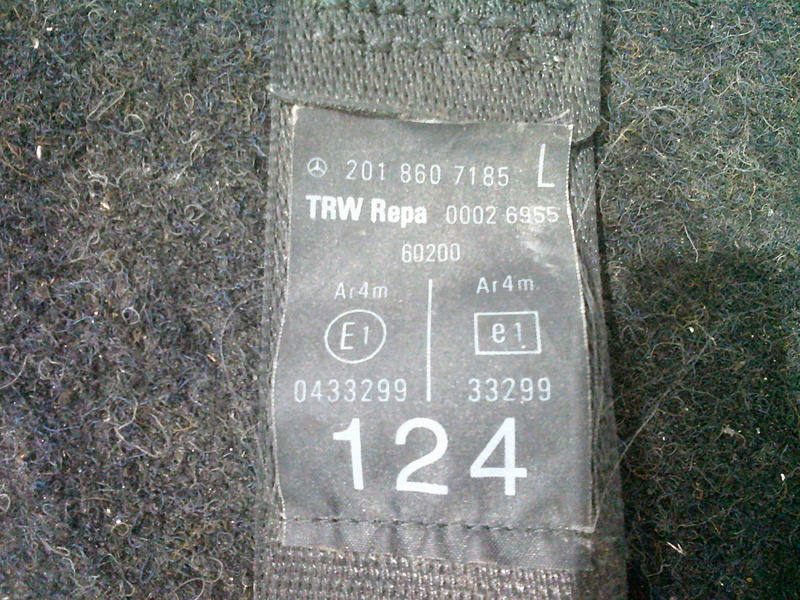 201 860 7185 L
TRW Repa 0002 6955
60200
Ar4m Ar4m
E1 e1
0433299 33299
124